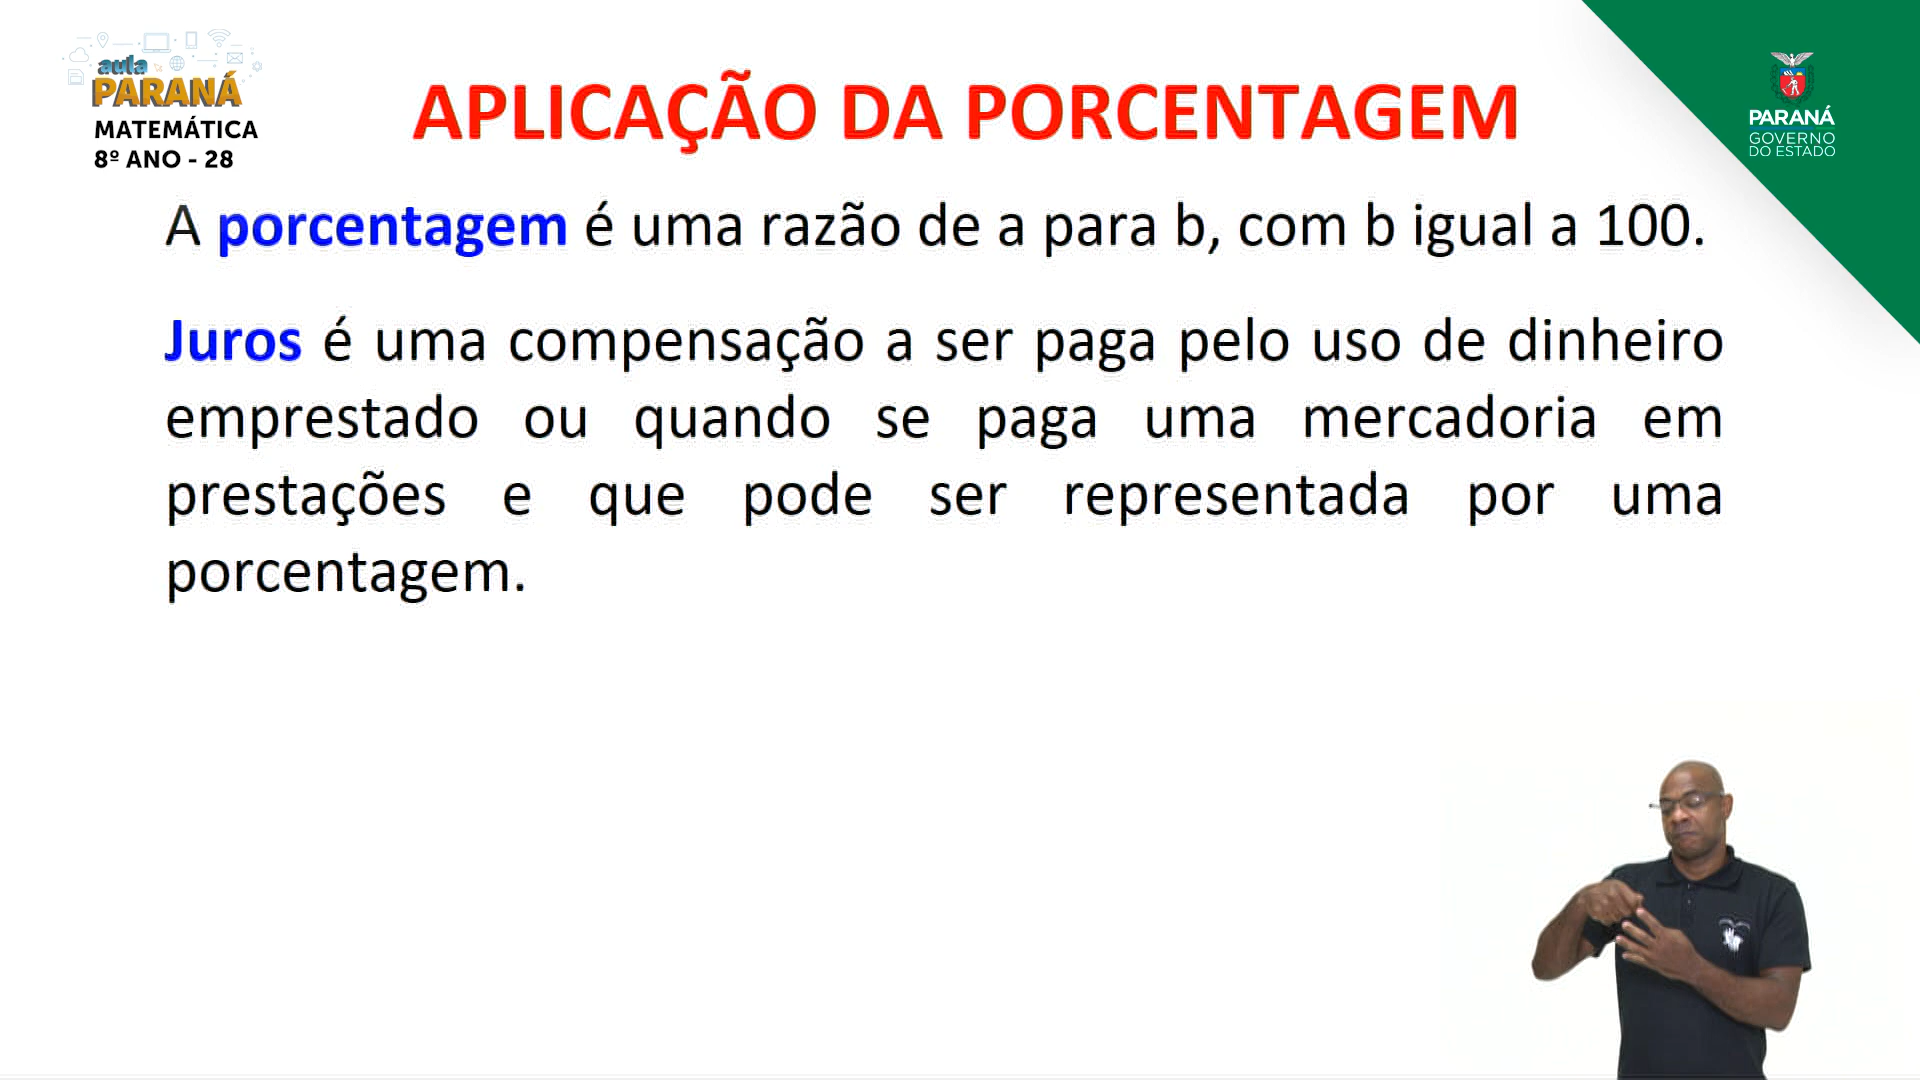 aula
PARANÁ
MATEMÁTICA
8º ANO - 28
APLICAÇÃO DA PORCENTAGEM
PARANÁ
GOVERNO
DO ESTADO
A porcentagem é uma razão de a para b, com b igual a 100.
Juros é uma compensação a ser paga pelo uso de dinheiro
emprestado ou quando se paga uma mercadoria em
prestações e que pode ser representada por uma
porcentagem.